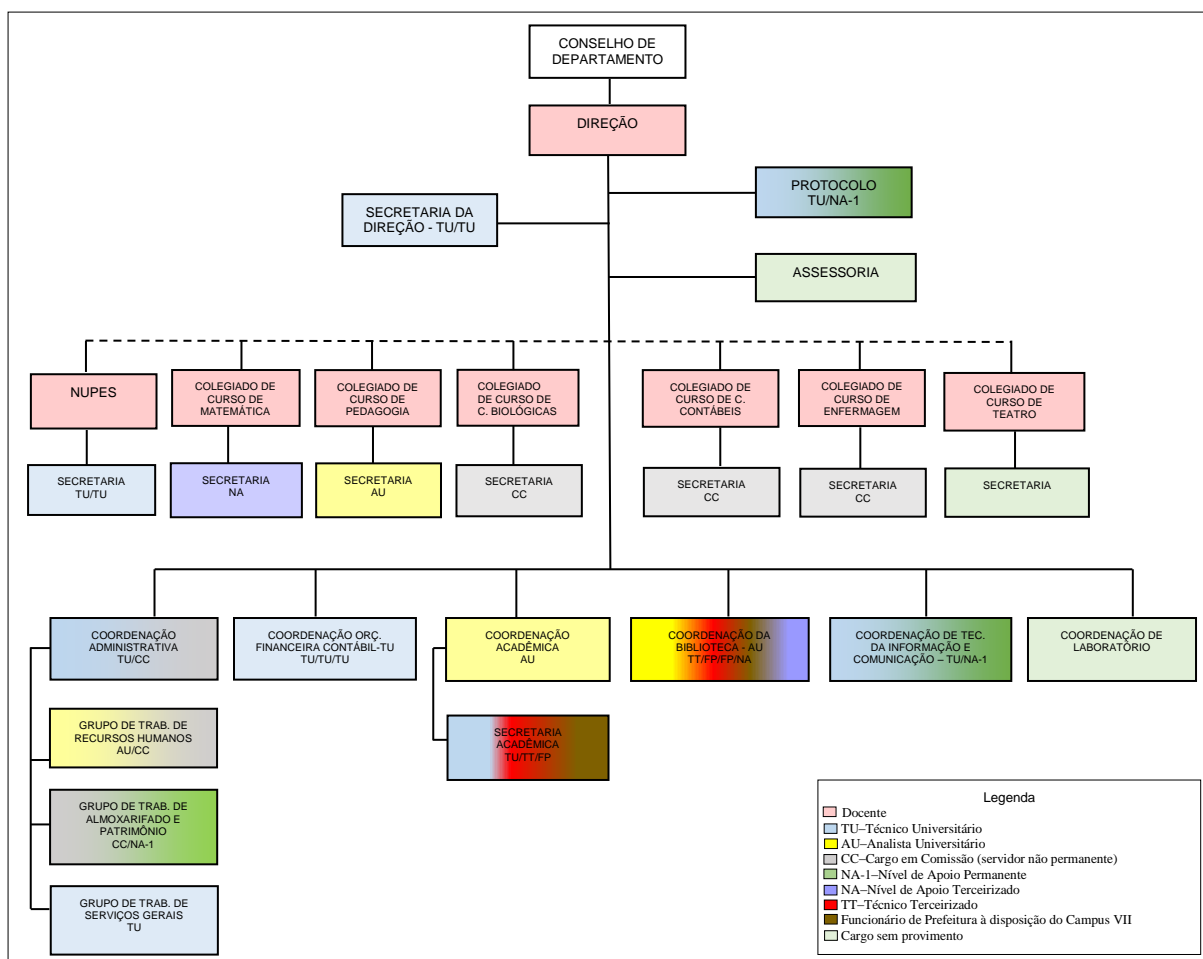 CONSELHO DE
DEPARTAMENTO
DIREÇÃO
PROTOCOLO
TU/NA-1
SECRETARIA DA
DIREÇÃO - TU/TU
ASSESSORIA
NUPES
COLEGIADO DE
CURSO DE
MATEMÁTICA
COLEGIADO DE
CURSO DE
PEDAGOGIA
COLEGIADO
DE CURSO DE
C. BIOLÓGICAS
COLEGIADO DE
CURSO DE C.
CONTÁBEIS
COLEGIADO DE
CURSO DE
ENFERMAGEM
COLEGIADO DE
CURSO DE
TEATRO
SECRETARIA
TU/TU
SECRETARIA
NA
SECRETARIA
AU
SECRETARIA
CC
SECRETARIA
CC
SECRETARIA
CC
SECRETARIA
COORDENAÇÃO
ADMINISTRATIVA
TU/CC
COORDENAÇÃO ORÇ.
FINANCEIRA CONTÁBIL-TU
TU/TU/TU
COORDENAÇÃO
ACADÊMICA
AU
COORDENAÇÃO DA
BIBLIOTECA - AU
TT/FP/FP/NA
COORDENAÇÃO DE TEC.
DA INFORMAÇÃO E
COMUNICAÇÃO – TU/NA-1
COORDENAÇÃO DE
LABORATÓRIO
GRUPO DE TRAB. DE
RECURSOS HUMANOS
AU/CC
SECRETARIA
ACADÊMICA
TU/TT/FP
GRUPO DE TRAB. DE
ALMOXARIFADO E
PATRIMÔNIO
CC/NA-1
GRUPO DE TRAB. DE
SERVIÇOS GERAIS
TU
Legenda
Docente
TU–Técnico Universitário
AU–Analista Universitário
CC–Cargo em Comissão (servidor não permanente)
NA-1–Nível de Apoio Permanente
NA–Nível de Apoio Terceirizado
TT–Técnico Terceirizado
Funcionário de Prefeitura à disposição do Campus VII
Cargo sem provimento